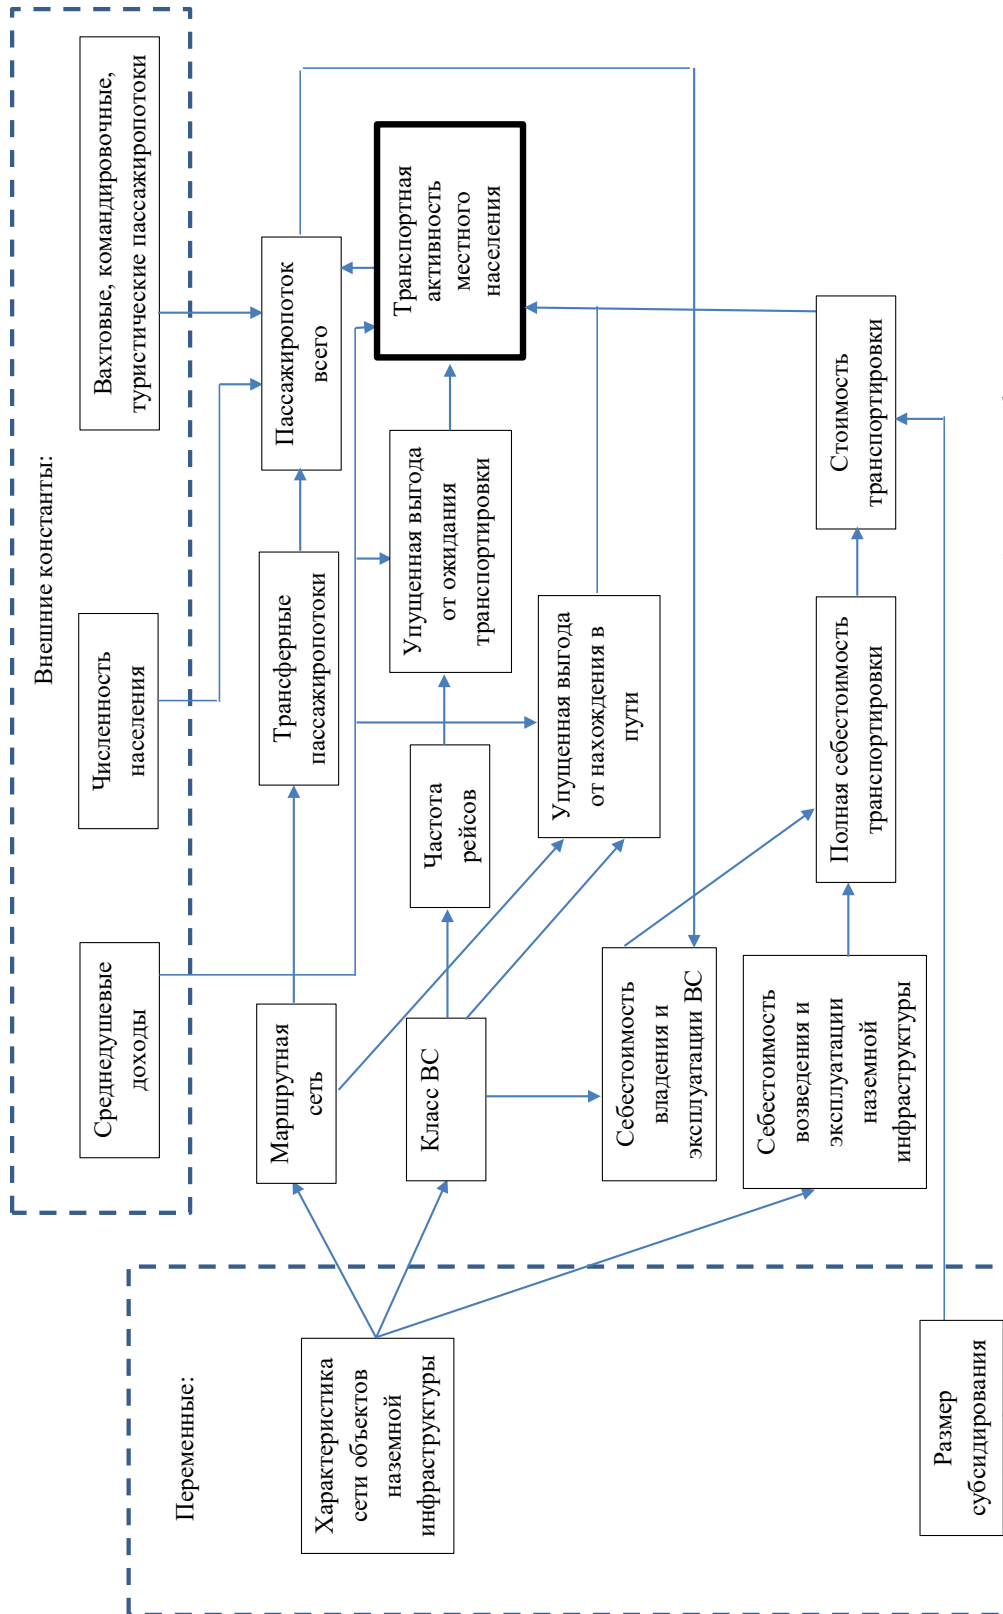 Внешние константы:
Среднедушевые
доходы
Численность
населения
Вахтовые, командировочные,
туристические пассажиропотоки
Переменные:
Характеристика
сети объектов
наземной
инфраструктуры
Размер
субсидирования
Маршрутная
сеть
Трансферные
пассажиропотоки
Пассажиропоток
всего
Класс ВС
Частота
рейсов
Упущенная выгода
от ожидания
транспортировки
Транспортная
активность
местного
населения
Упущенная выгода
от нахождения в
пути
Себестоимость
владения и
эксплуатации ВС
Себестоимость
возведения и
эксплуатации
наземной
инфраструктуры
Полная себестоимость
транспортировки
Стоимость
транспортировки